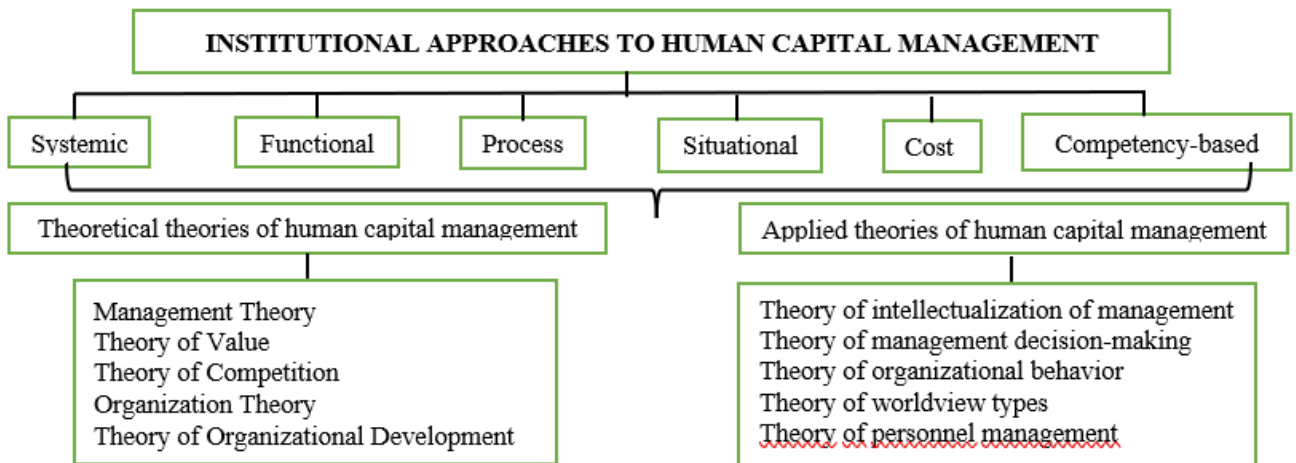 INSTITUTIONAL APPROACHES TO HUMAN CAPITAL MANAGEMENT
Systemic
Functional
Process
Situational
Cost
Competency-based
Theoretical theories of human capital management
Applied theories of human capital management
Management Theory
Theory of Value
Theory of Competition
Organization Theory
Theory of Organizational Development
Theory of intellectualization of management
Theory of management decision-making
Theory of organizational behavior
Theory of worldview types
Theory of personnel management